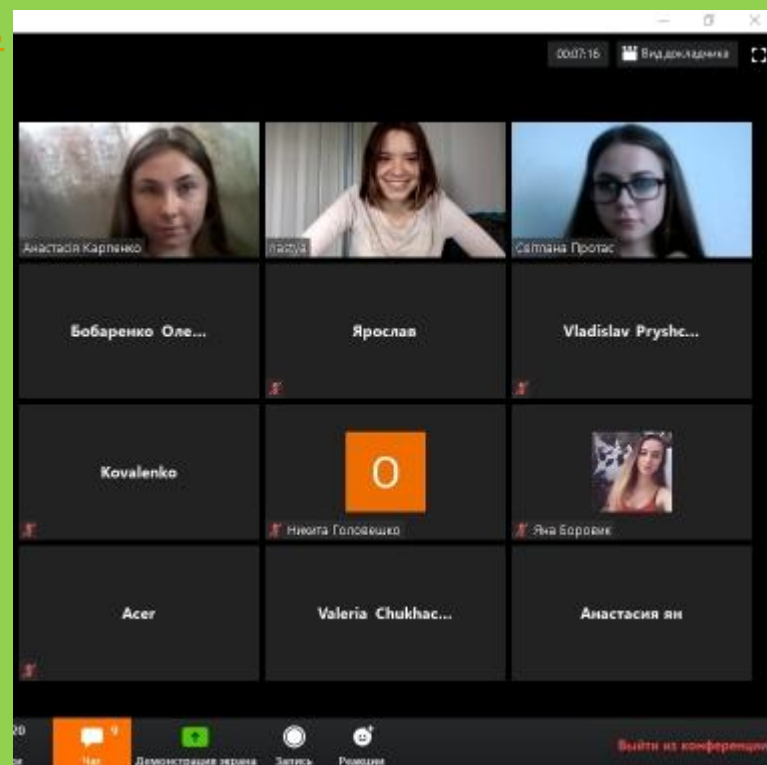 00:07:16 Вид докладчика
Анастасія Карпенко
nastya
Світлана Протас
Бобаренко Оле...
Ярослав
Vladislav Pryshc...
Kovalenko
О
Никита Головешко
Яна Боровик
Acer
Valeria Chukhac...
Анастасия ян
20
9
Чат
Демонстрация экрана
Запись
Реакции
Выйти из конференции